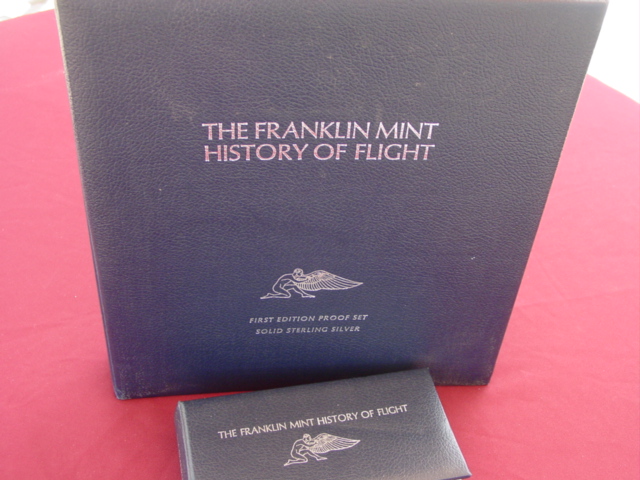 THE FRANKLIN MINT
HISTORY OF FLIGHT
FIRST EDITION PROOF SET
SOLID STERLING SILVER
THE FRANKLIN MINT HISTORY OF FLIGHT